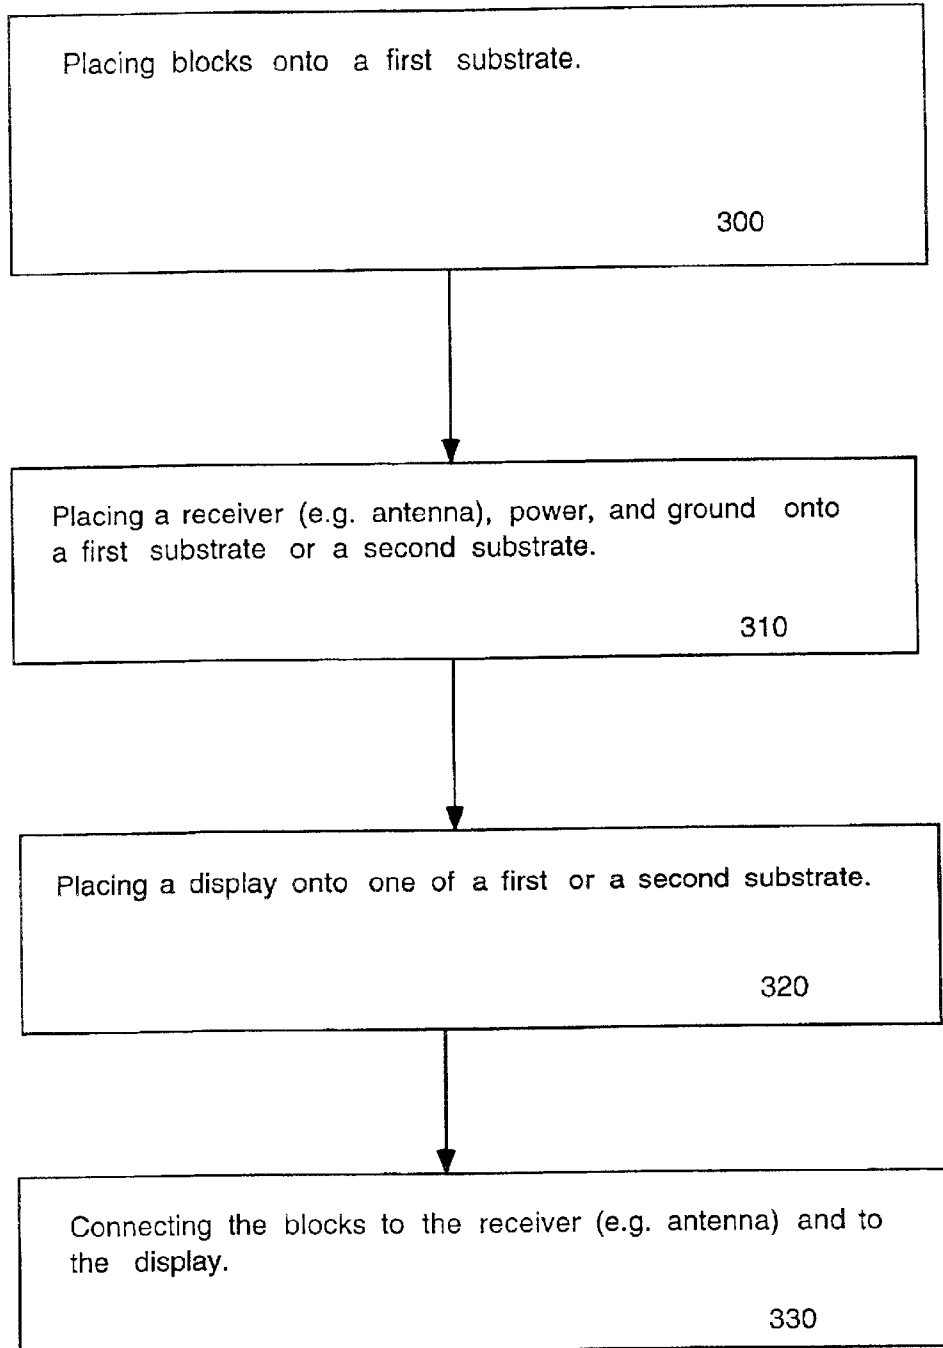 Placing blocks onto a first substrate.
300
Placing a receiver (e.g. antenna), power, and ground onto
a first substrate or a second substrate.
310
Placing a display onto one of a first or a second substrate.
320
Connecting the blocks to the receiver (e.g. antenna) and to
the display.
330